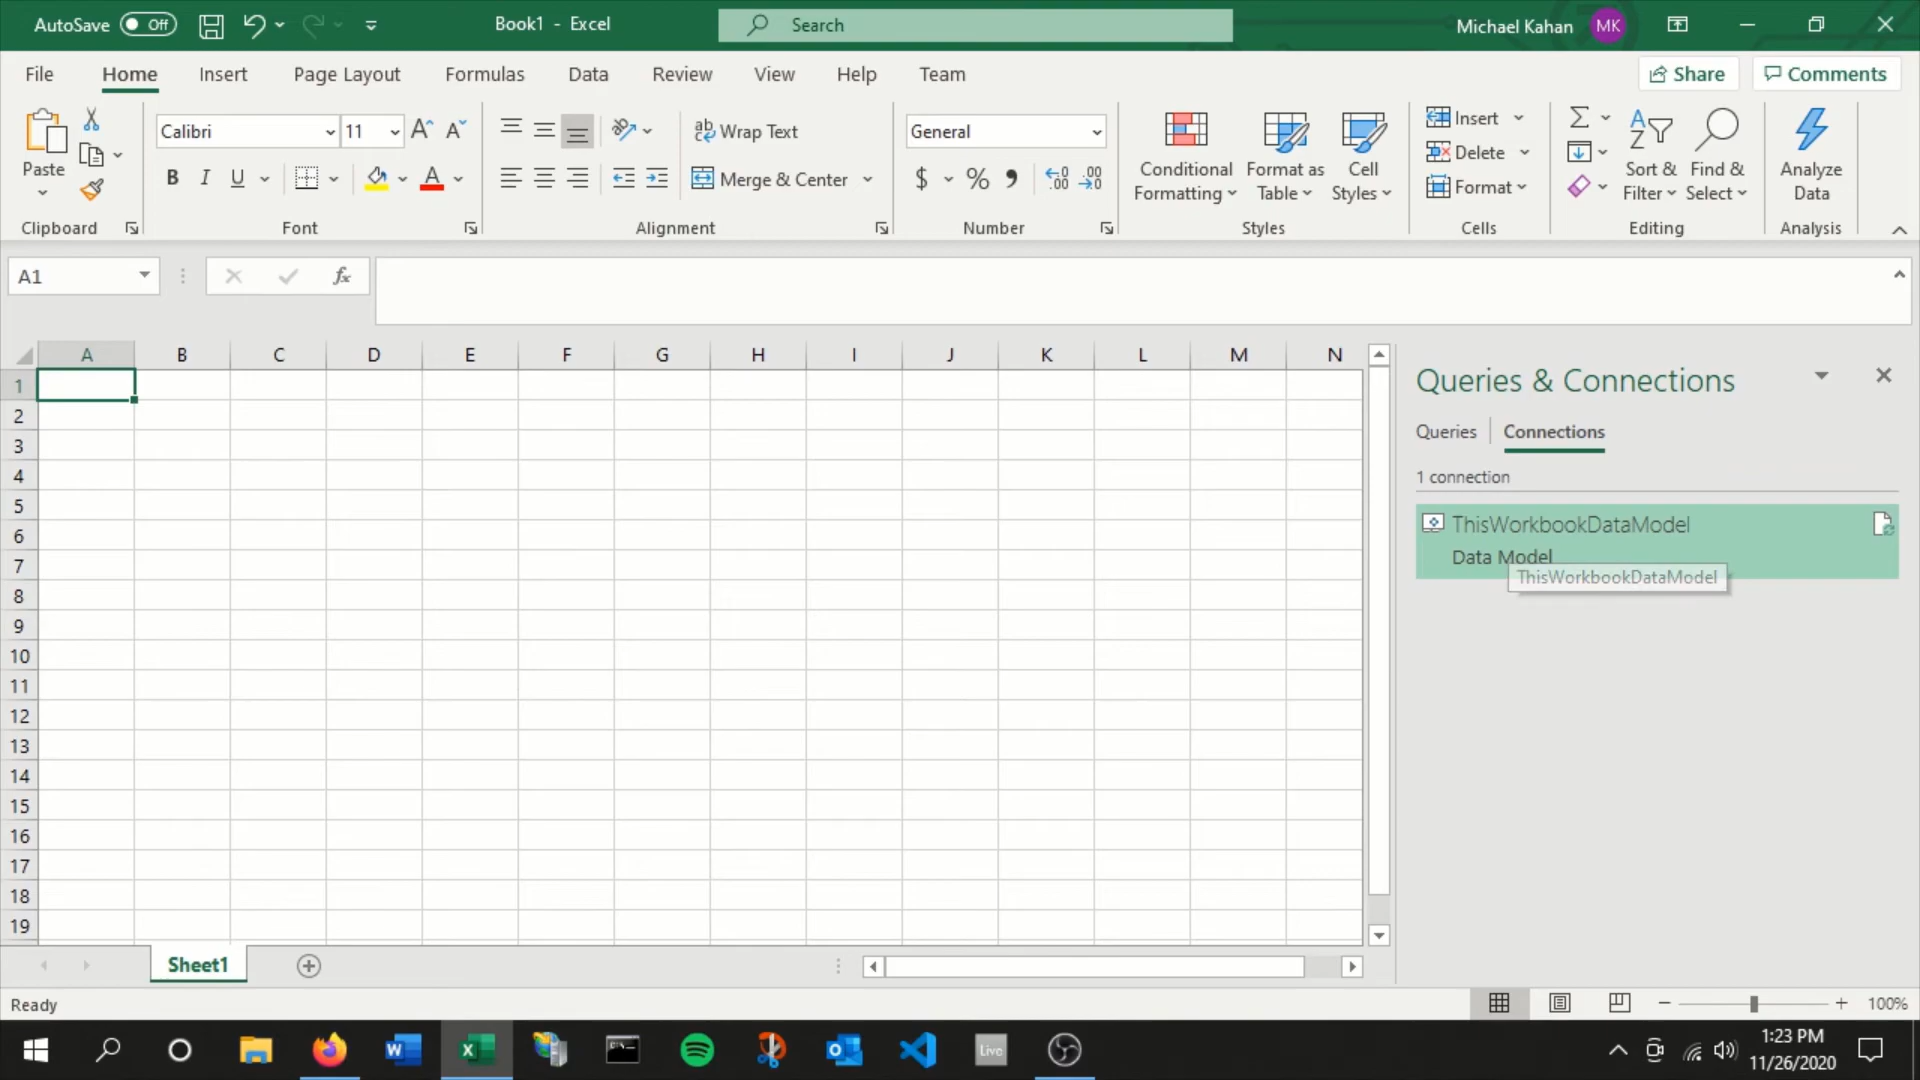 AutoSave Off Book1 - Excel Search Michael Kahan MK
File Home Insert Page Layout Formulas Data Review View Help Team Share Comments
Paste
Clipboard
Calibri 11
B I U
Font
Wrap Text
Merge & Center
Alignment
General
$ % 9
Number
Conditional Formatting
Format as Table
Cell Styles
Styles
Insert
Delete
Format
Cells
Sort & Filter
Find & Select
Editing
Analyze Data
Analysis
A1 fx
A B C D E F G H I J K L M N
1
2
3
4
5
6
7
8
9
10
11
12
13
14
15
16
17
18
19
Queries & Connections
Queries Connections
1 connection
ThisWorkbookDataModel
Data Model
ThisWorkbookDataModel
Sheet1
Ready 100%
Live
1:23 PM
11/26/2020